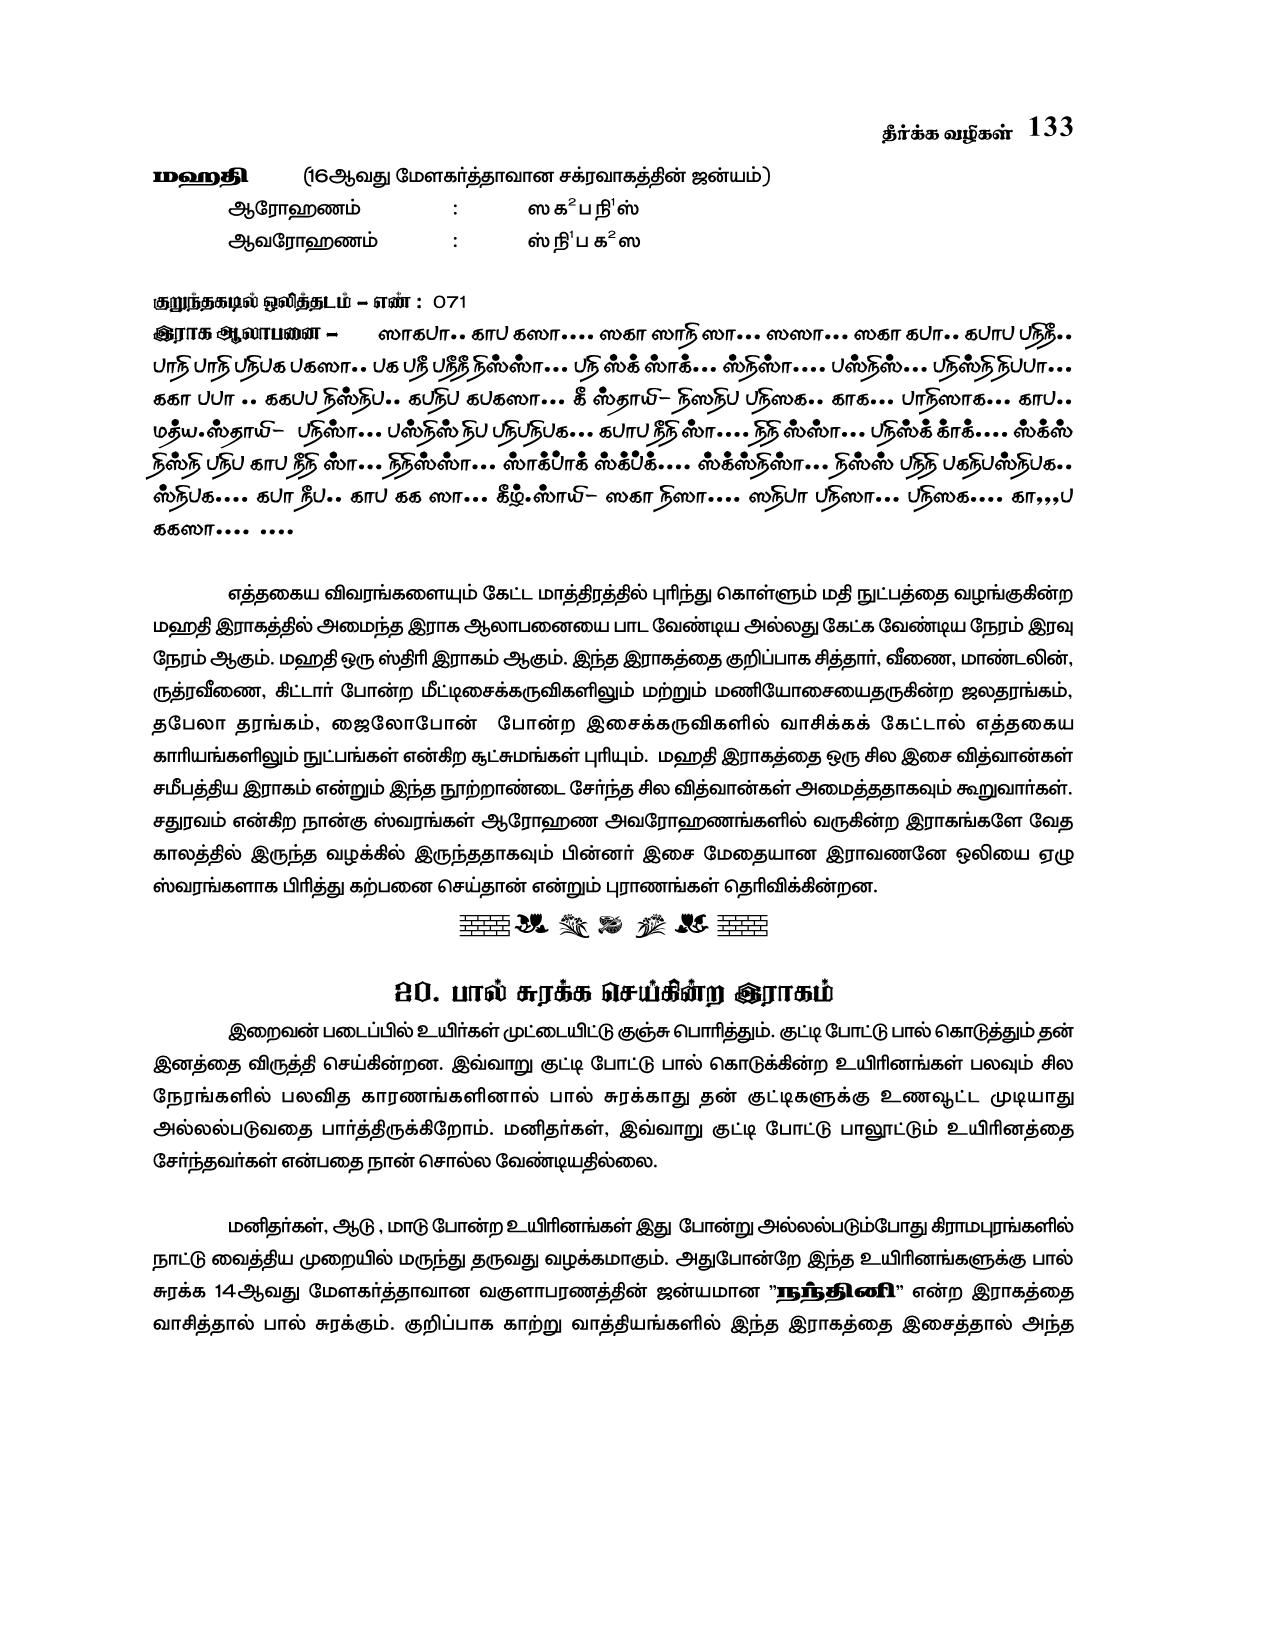 தீர்க்க வழிகள் 133
மஹதி (16ஆவது மேளகர்த்தாவான சக்ரவாகத்தின் ஜன்யம்)
ஆரோஹணம் : ஸ க² ப நி¹ ஸ்
ஆவரோஹணம் : ஸ் நி¹ ப க² ஸ
குறுந்தகடில் ஒலித்தடம் – எண் : 071
இராக ஆலாபனை – ஸாகபா.. காப கஸா.... ஸகா ஸாநி ஸா... ஸஸா... ஸகா கபா.. கபாப பநிநீ..
பாநி பாநி பநிபக பகஸா.. பக பநீ பநீநீ நிஸ்ஸ்ா... பநி ஸ்க் ஸ்ாக்... ஸ்நிஸ்ா.... பஸ்நிஸ்... பநிஸ்நி நிபபா...
ககா பபா .. ககபப நிஸ்நிப.. கபநிப கபகஸா... கீ ஸ்தாயி– நிஸநிப பநிஸக.. காக... பாநிஸாக... காப..
மத்ய.ஸ்தாயி– பநிஸ்ா... பஸ்நிஸ் நிப பநிபநிபக... கபாப நீநி ஸ்ா.... நிநி ஸ்ஸ்ா... பநிஸ்க் க்ாக்.... ஸ்க்ஸ்
நிஸ்நி பநிப காப நீநி ஸ்ா... நிநிஸ்ஸ்ா... ஸ்ாக்ப்ாக் ஸ்க்ப்க்.... ஸ்க்ஸ்நிஸ்ா... நிஸ்ஸ் பநிநி பகநிபஸ்நிபக..
ஸ்நிபக.... கபா நீப.. காப கக ஸா... கீழ்.ஸ்ாயி– ஸகா நிஸா.... ஸநிபா பநிஸா... பநிஸக.... கா,,,ப
ககஸா.... ....
எத்தகைய விவரங்களையும் கேட்ட மாத்திரத்தில் புரிந்து கொள்ளும் மதி நுட்பத்தை வழங்குகின்ற
மஹதி இராகத்தில் அமைந்த இராக ஆலாபனையை பாட வேண்டிய அல்லது கேட்க வேண்டிய நேரம் இரவு
நேரம் ஆகும். மஹதி ஒரு ஸ்திரி இராகம் ஆகும். இந்த இராகத்தை குறிப்பாக சித்தார், வீணை, மாண்டலின்,
ருத்ரவீணை, கிட்டார் போன்ற மீட்டிசைக்கருவிகளிலும் மற்றும் மணியோசையைதருகின்ற ஜலதரங்கம்,
தபேலா தரங்கம், ஜைலோபோன் போன்ற இசைக்கருவிகளில் வாசிக்கக் கேட்டால் எத்தகைய
காரியங்களிலும் நுட்பங்கள் என்கிற சூட்சுமங்கள் புரியும். மஹதி இராகத்தை ஒரு சில இசை வித்வான்கள்
சமீபத்திய இராகம் என்றும் இந்த நூற்றாண்டை சேர்ந்த சில வித்வான்கள் அமைத்ததாகவும் கூறுவார்கள்.
சதுரவம் என்கிற நான்கு ஸ்வரங்கள் ஆரோஹண அவரோஹணங்களில் வருகின்ற இராகங்களே வேத
காலத்தில் இருந்த வழக்கில் இருந்ததாகவும் பின்னர் இசை மேதையான இராவணனே ஒலியை ஏழு
ஸ்வரங்களாக பிரித்து கற்பனை செய்தான் என்றும் புராணங்கள் தெரிவிக்கின்றன.
20. பால் சுரக்க செய்கின்ற இராகம்
இறைவன் படைப்பில் உயிர்கள் முட்டையிட்டு குஞ்சு பொரித்தும். குட்டி போட்டு பால் கொடுத்தும் தன்
இனத்தை விருத்தி செய்கின்றன. இவ்வாறு குட்டி போட்டு பால் கொடுக்கின்ற உயிரினங்கள் பலவும் சில
நேரங்களில் பலவித காரணங்களினால் பால் சுரக்காது தன் குட்டிகளுக்கு உணவூட்ட முடியாது
அல்லல்படுவதை பார்த்திருக்கிறோம். மனிதர்கள், இவ்வாறு குட்டி போட்டு பாலூட்டும் உயிரினத்தை
சேர்ந்தவர்கள் என்பதை நான் சொல்ல வேண்டியதில்லை.
மனிதர்கள், ஆடு , மாடு போன்ற உயிரினங்கள் இது போன்று அல்லல்படும்போது கிராமபுரங்களில்
நாட்டு வைத்திய முறையில் மருந்து தருவது வழக்கமாகும். அதுபோன்றே இந்த உயிரினங்களுக்கு பால்
சுரக்க 14ஆவது மேளகர்த்தாவான வகுளாபரணத்தின் ஜன்யமான ”நந்தினி” என்ற இராகத்தை
வாசித்தால் பால் சுரக்கும். குறிப்பாக காற்று வாத்தியங்களில் இந்த இராகத்தை இசைத்தால் அந்த